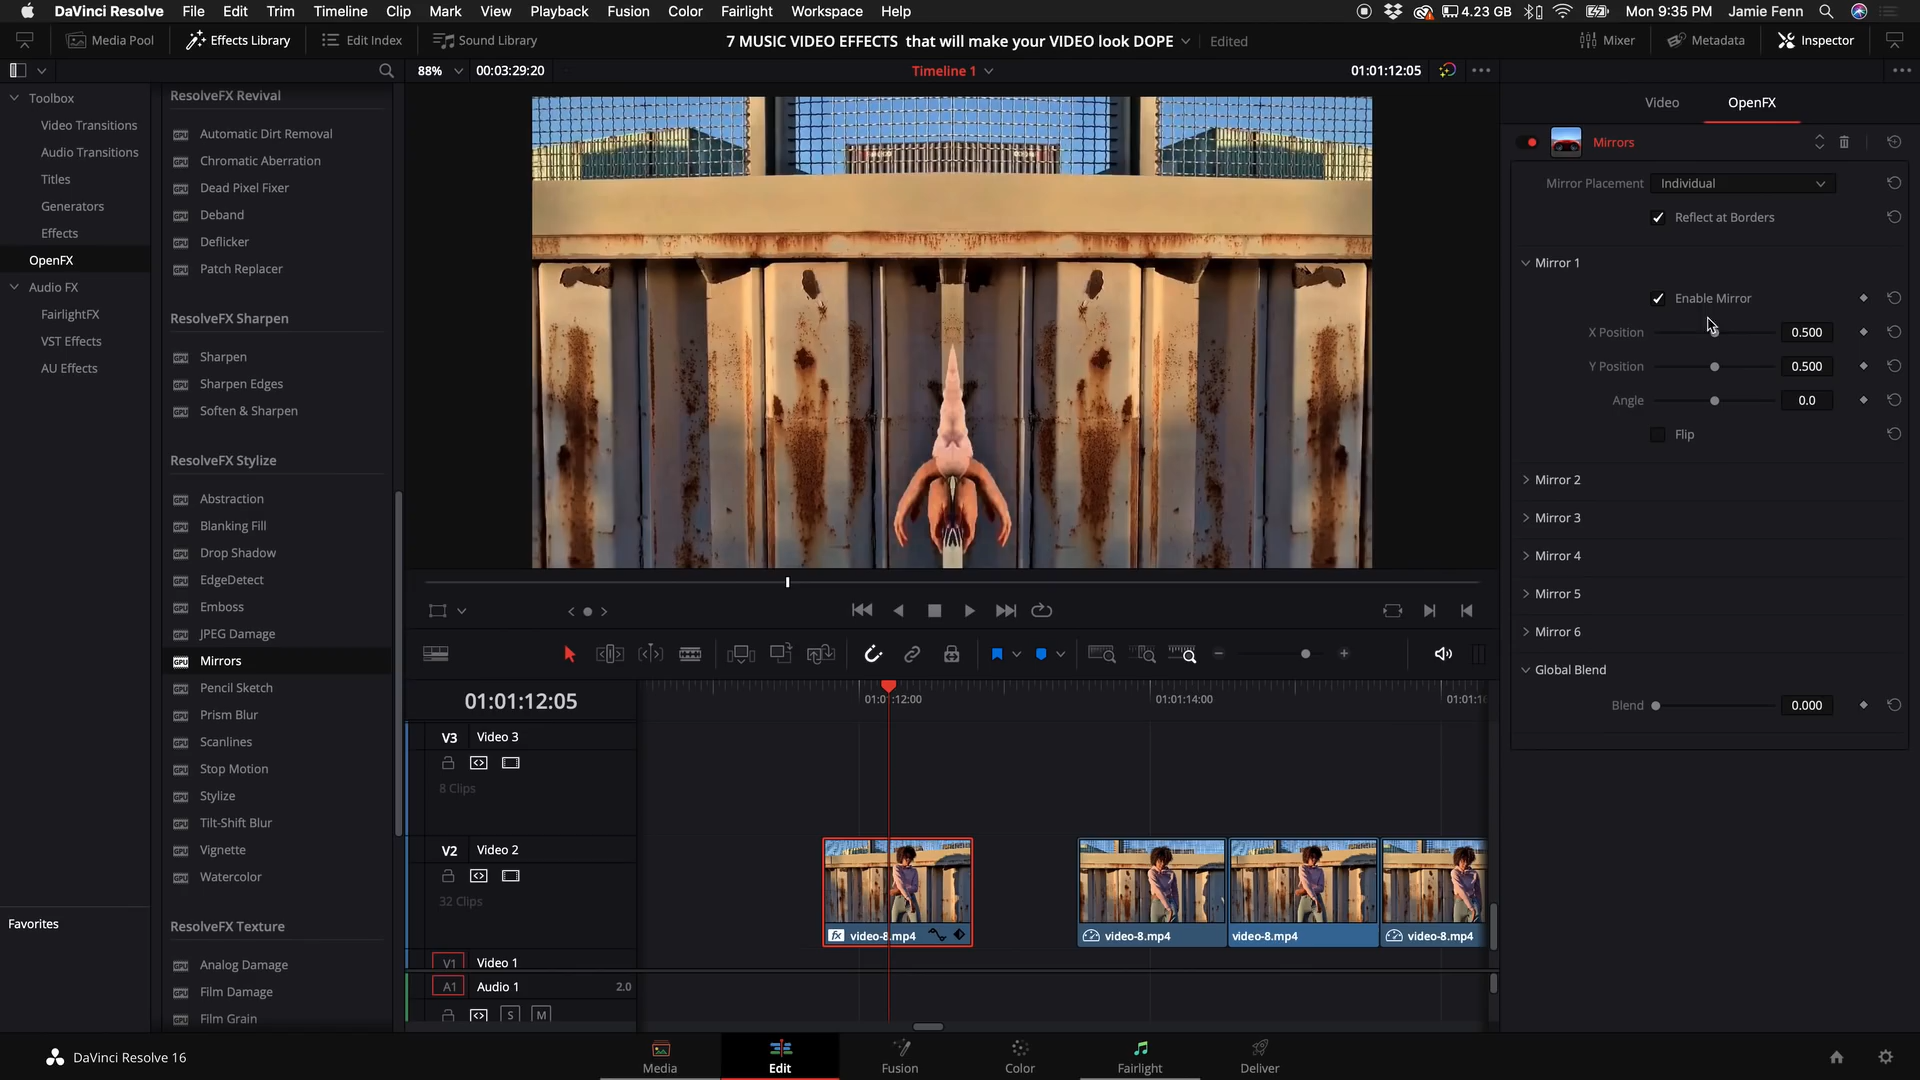 DaVinci Resolve File Edit Trim Timeline Clip Mark View Playback Fusion Color Fairlight Workspace Help 4.23 GB Mon 9:35 PM Jamie Fenn
Media Pool Effects Library Edit Index Sound Library 7 MUSIC VIDEO EFFECTS that will make your VIDEO look DOPE Edited Mixer Metadata Inspector
88% 00:03:29:20 Timeline 1 01:01:12:05
Toolbox
Video Transitions
Audio Transitions
Titles
Generators
Effects
OpenFX
Audio FX
FairlightFX
VST Effects
AU Effects
Favorites
ResolveFX Revival
Automatic Dirt Removal
Chromatic Aberration
Dead Pixel Fixer
Deband
Deflicker
Patch Replacer
ResolveFX Sharpen
Sharpen
Sharpen Edges
Soften & Sharpen
ResolveFX Stylize
Abstraction
Blanking Fill
Drop Shadow
EdgeDetect
Emboss
JPEG Damage
Mirrors
Pencil Sketch
Prism Blur
Scanlines
Stop Motion
Stylize
Tilt-Shift Blur
Vignette
Watercolor
ResolveFX Texture
Analog Damage
Film Damage
Film Grain
Video OpenFX
Mirrors
Mirror Placement Individual
Reflect at Borders
Mirror 1
Enable Mirror
X Position 0.500
Y Position 0.500
Angle 0.0
Flip
Mirror 2
Mirror 3
Mirror 4
Mirror 5
Mirror 6
Global Blend
Blend 0.000
01:01:12:05 01:01:12:00 01:01:14:00 01:01:16
V3 Video 3
8 Clips
V2 Video 2
32 Clips
fx video-8.mp4 video-8.mp4 video-8.mp4 video-8.mp4
V1 Video 1
A1 Audio 1 2.0
S M
DaVinci Resolve 16 Media Edit Fusion Color Fairlight Deliver